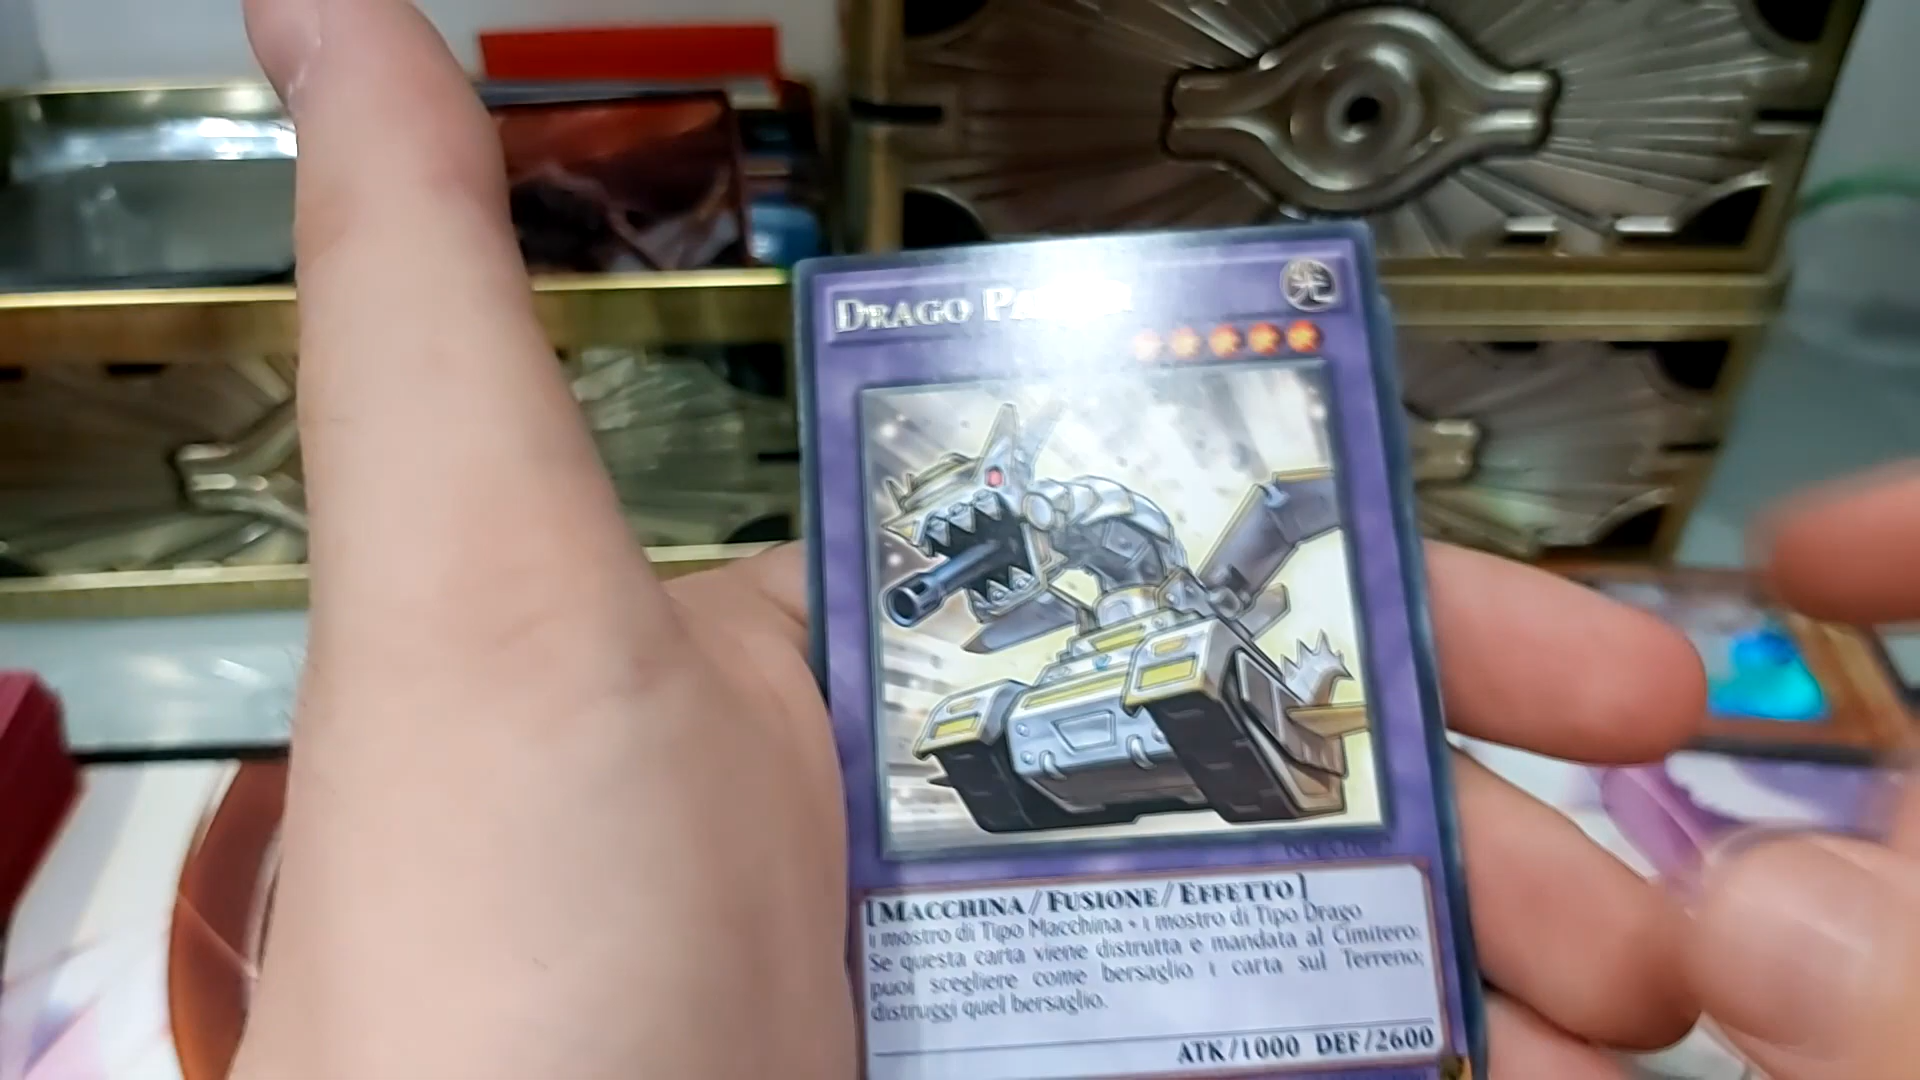 DRAGO
光
[MACCHINA/FUSIONE/EFFETTO]
1 mostro di Tipo Macchina + 1 mostro di Tipo Drago
Se questa carta viene distrutta e mandata al Cimitero:
puoi scegliere come bersaglio 1 carta sul Terreno;
distruggi quel bersaglio.
ATK/1000 DEF/2600